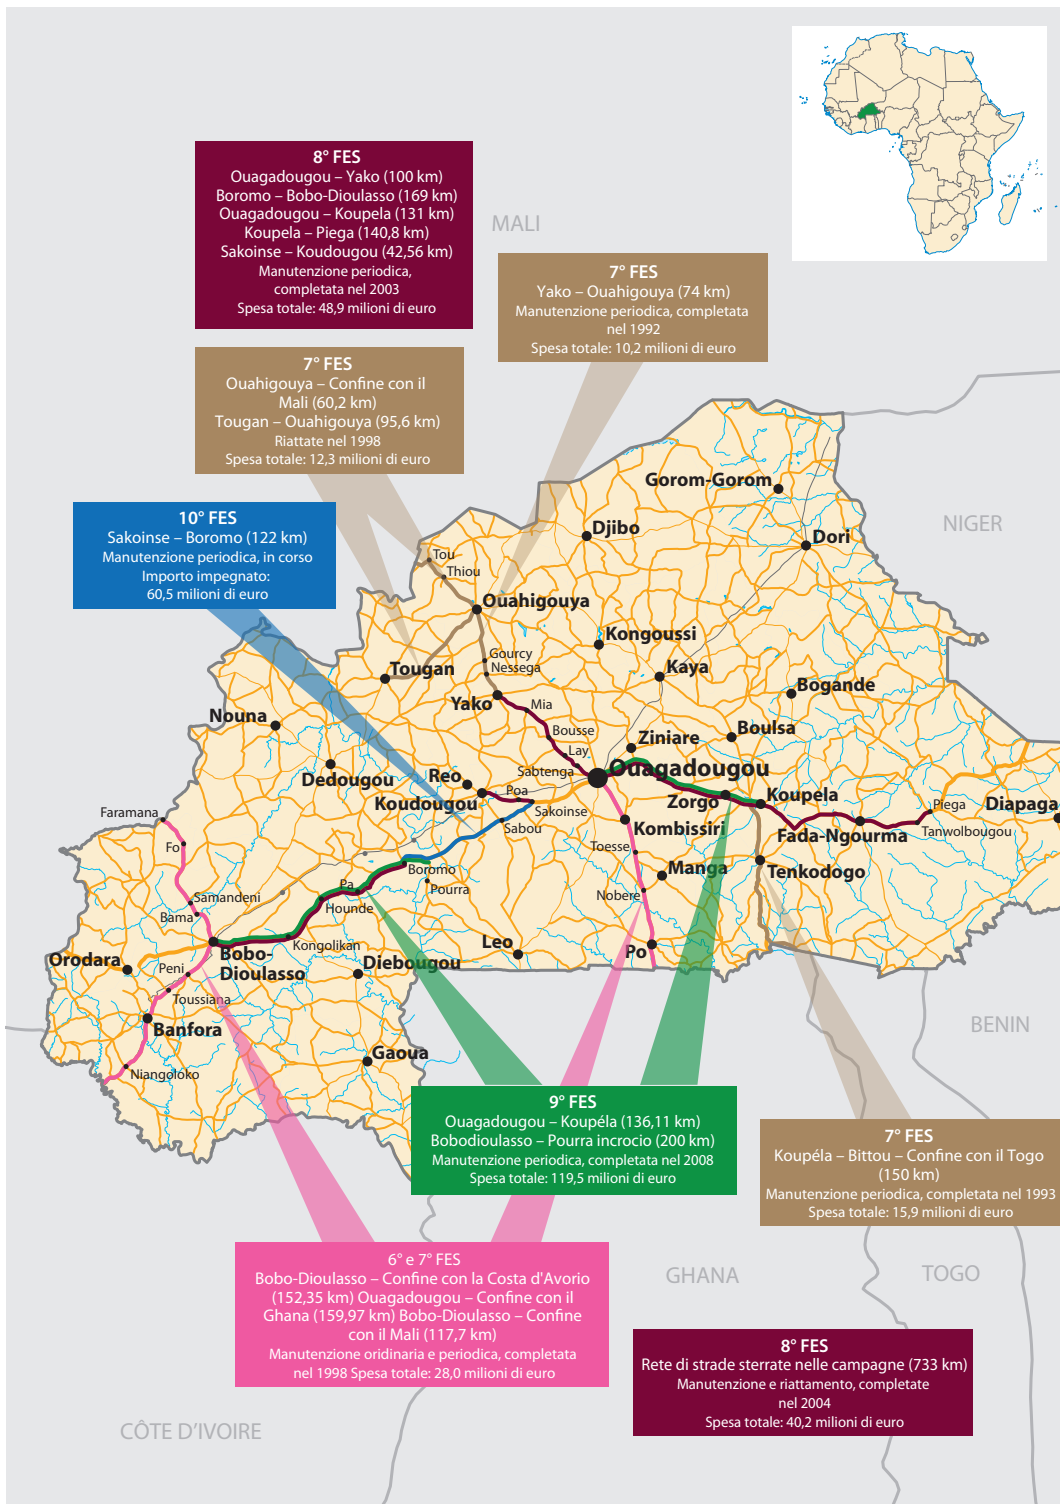 8° FES
Ouagadougou – Yako (100 km)
Boromo – Bobo-Dioulasso (169 km)
Ouagadougou – Koupela (131 km)
Koupela – Piega (140,8 km)
Sakoinse – Koudougou (42,56 km)
Manutenzione periodica,
completata nel 2003
Spesa totale: 48,9 milioni di euro
MALI
7° FES
Yako – Ouahigouya (74 km)
Manutenzione periodica, completata
nel 1992
Spesa totale: 10,2 milioni di euro
7° FES
Ouahigouya – Confine con il
Mali (60,2 km)
Tougan – Ouahigouya (95,6 km)
Riattate nel 1998
Spesa totale: 12,3 milioni di euro
10° FES
Sakoinse – Boromo (122 km)
Manutenzione periodica, in corso
Importo impegnato:
60,5 milioni di euro
Gorom-Gorom
NIGER
Djibo
Dori
Tou
Thiou
Ouahigouya
Kongoussi
Gourcy
Nessega
Tougan
Kaya
Bogande
Yako
Mia
Nouna
Bousse
Boulsa
Ziniare
Lay
Sabtenga
Ouagadougou
Dedougou
Reo
Koudougou
Poa
Sakoinse
Zorgo
Koupela
Piega
Diapaga
Faramana
Sabou
Kombissiri
Fada-Ngourma
Tanwolbougou
Fo
Toesse
Boromo
Manga
Tenkodogo
Pa
Pourra
Nobere
Samandeni
Hounde
Bama
Kongolikan
Leo
Po
Orodara
Bobo-
Dioulasso
Peni
Diebougou
Toussiana
Banfora
BENIN
Gaoua
Niangoloko
9° FES
Ouagadougou – Koupéla (136,11 km)
Bobodioulasso – Pourra incrocio (200 km)
Manutenzione periodica, completata nel 2008
Spesa totale: 119,5 milioni di euro
7° FES
Koupéla – Bittou – Confine con il Togo
(150 km)
Manutenzione periodica, completata nel 1993
Spesa totale: 15,9 milioni di euro
6° e 7° FES
Bobo-Dioulasso – Confine con la Costa d'Avorio
(152,35 km) Ouagadougou – Confine con il
Ghana (159,97 km) Bobo-Dioulasso – Confine
con il Mali (117,7 km)
Manutenzione oridinaria e periodica, completata
nel 1998 Spesa totale: 28,0 milioni di euro
GHANA
TOGO
8° FES
Rete di strade sterrate nelle campagne (733 km)
Manutenzione e riattamento, completate
nel 2004
Spesa totale: 40,2 milioni di euro
CÔTE D'IVOIRE